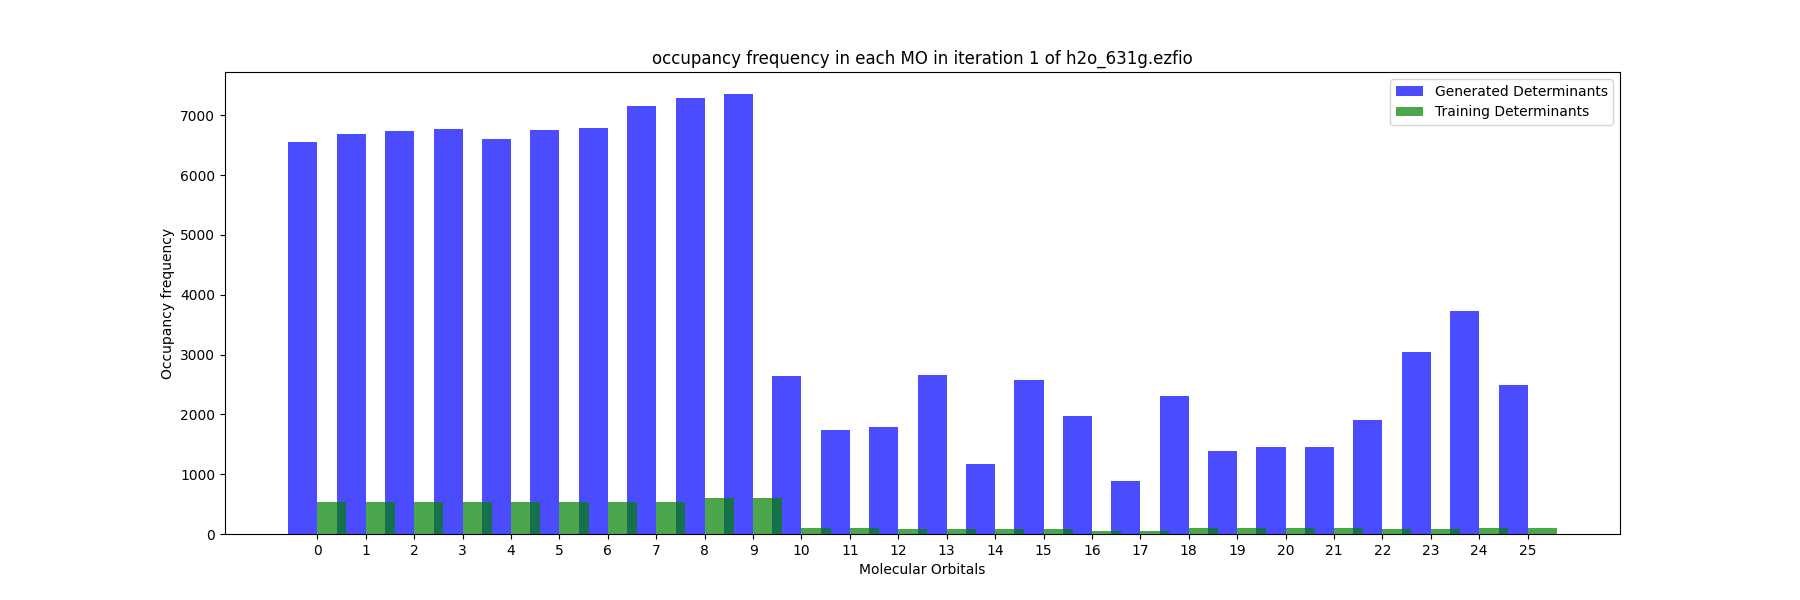 occupancy frequency in each MO in iteration 1 of h2o_631g.ezfio
Generated Determinants
Training Determinants
Occupancy frequency
7000
6000
5000
4000
3000
2000
1000
0
0 1 2 3 4 5 6 7 8 9 10 11 12 13 14 15 16 17 18 19 20 21 22 23 24 25
Molecular Orbitals